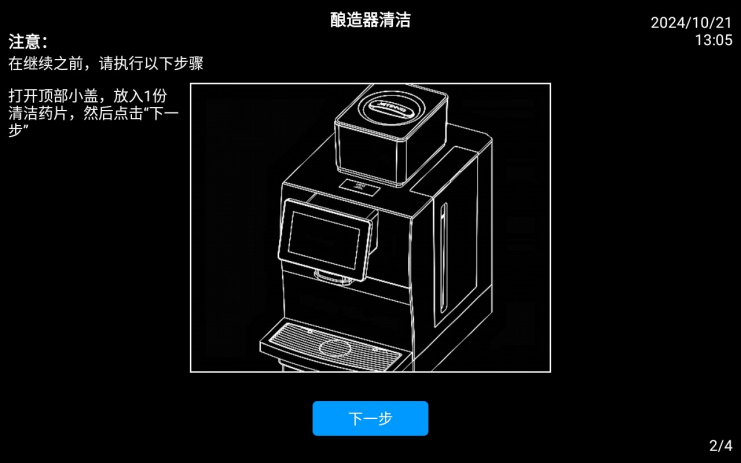 酿造器清洁
2024/10/21
13:05
注意：
在继续之前，请执行以下步骤
打开顶部小盖，放入1份
清洁药片，然后点击“下一
步”
下一步
2/4